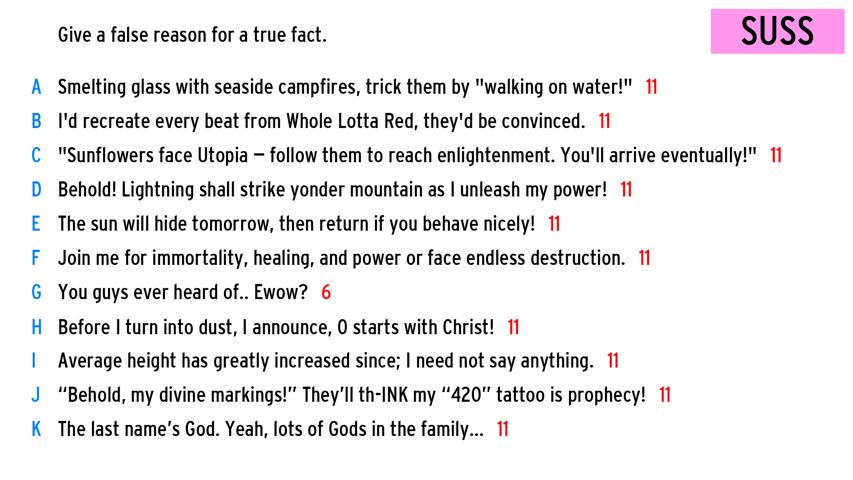 Give a false reason for a true fact.
SUSS
A Smelting glass with seaside campfires, trick them by "walking on water!" 11
B I'd recreate every beat from Whole Lotta Red, they'd be convinced. 11
C "Sunflowers face Utopia – follow them to reach enlightenment. You'll arrive eventually!" 11
D Behold! Lightning shall strike yonder mountain as I unleash my power! 11
E The sun will hide tomorrow, then return if you behave nicely! 11
F Join me for immortality, healing, and power or face endless destruction. 11
G You guys ever heard of.. Ewow? 6
H Before I turn into dust, I announce, 0 starts with Christ! 11
I Average height has greatly increased since; I need not say anything. 11
J “Behold, my divine markings!” They’ll th-INK my “420” tattoo is prophecy! 11
K The last name’s God. Yeah, lots of Gods in the family... 11